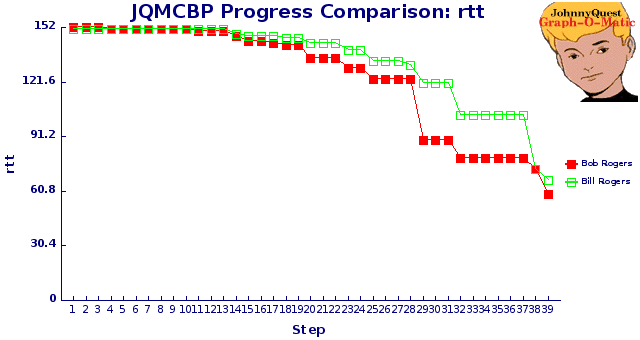 JQMCBP Progress Comparison: rtt
JohnnyQuest
Graph-O-Matic
152
121.6
91.2
60.8
30.4
0
rtt
1 2 3 4 5 6 7 8 9 10 11 12 13 14 15 16 17 18 19 20 21 22 23 24 25 26 27 28 29 30 31 32 33 34 35 36 37 38 39
Step
Bob Rogers
Bill Rogers